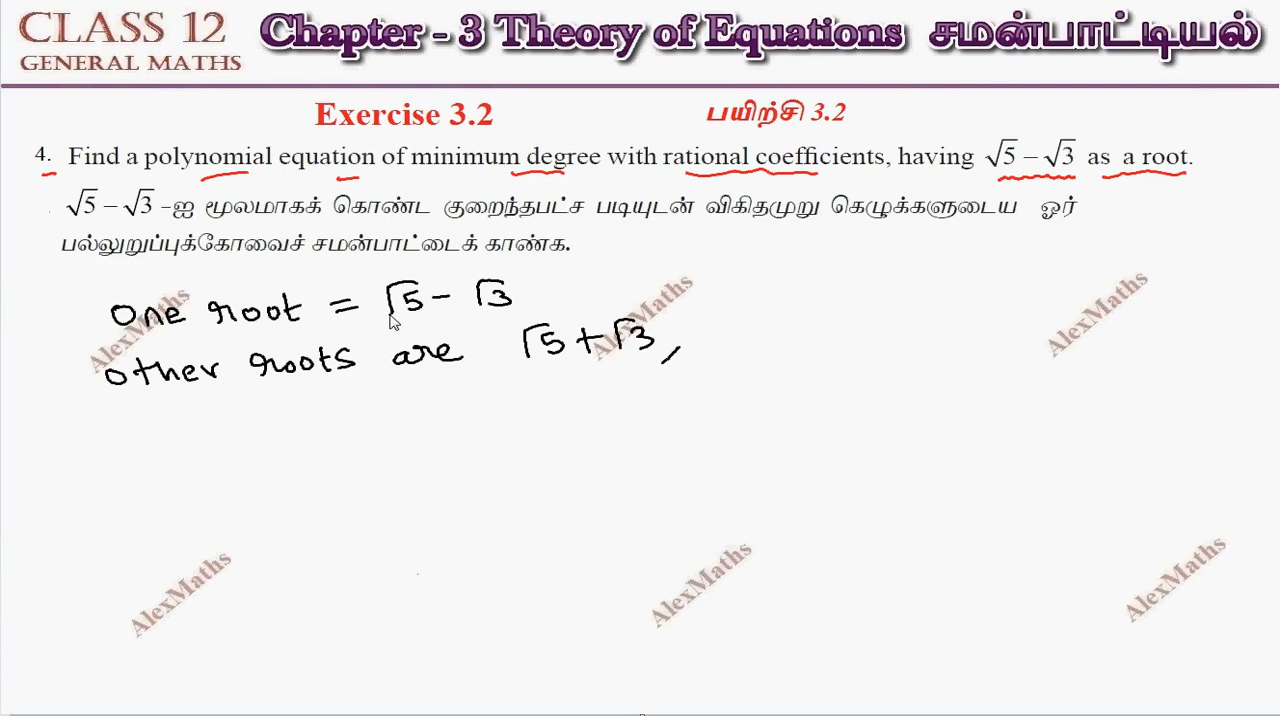 CLASS 12
GENERAL MATHS
Chapter - 3 Theory of Equations சமன்பாட்டியல்
Exercise 3.2 பயிற்சி 3.2
4. Find a polynomial equation of minimum degree with rational coefficients, having √5 − √3 as a root.
√5 − √3 -ஐ மூலமாகக் கொண்ட குறைந்தபட்ச படியுடன் விகிதமுறு கெழுக்களுடைய ஓர்
பல்லுறுப்புக்கோவைச் சமன்பாட்டைக் காண்க.
One root = √5 − √3
other roots are √5 + √3,
AlexMaths
AlexMaths
AlexMaths
AlexMaths
AlexMaths
AlexMaths